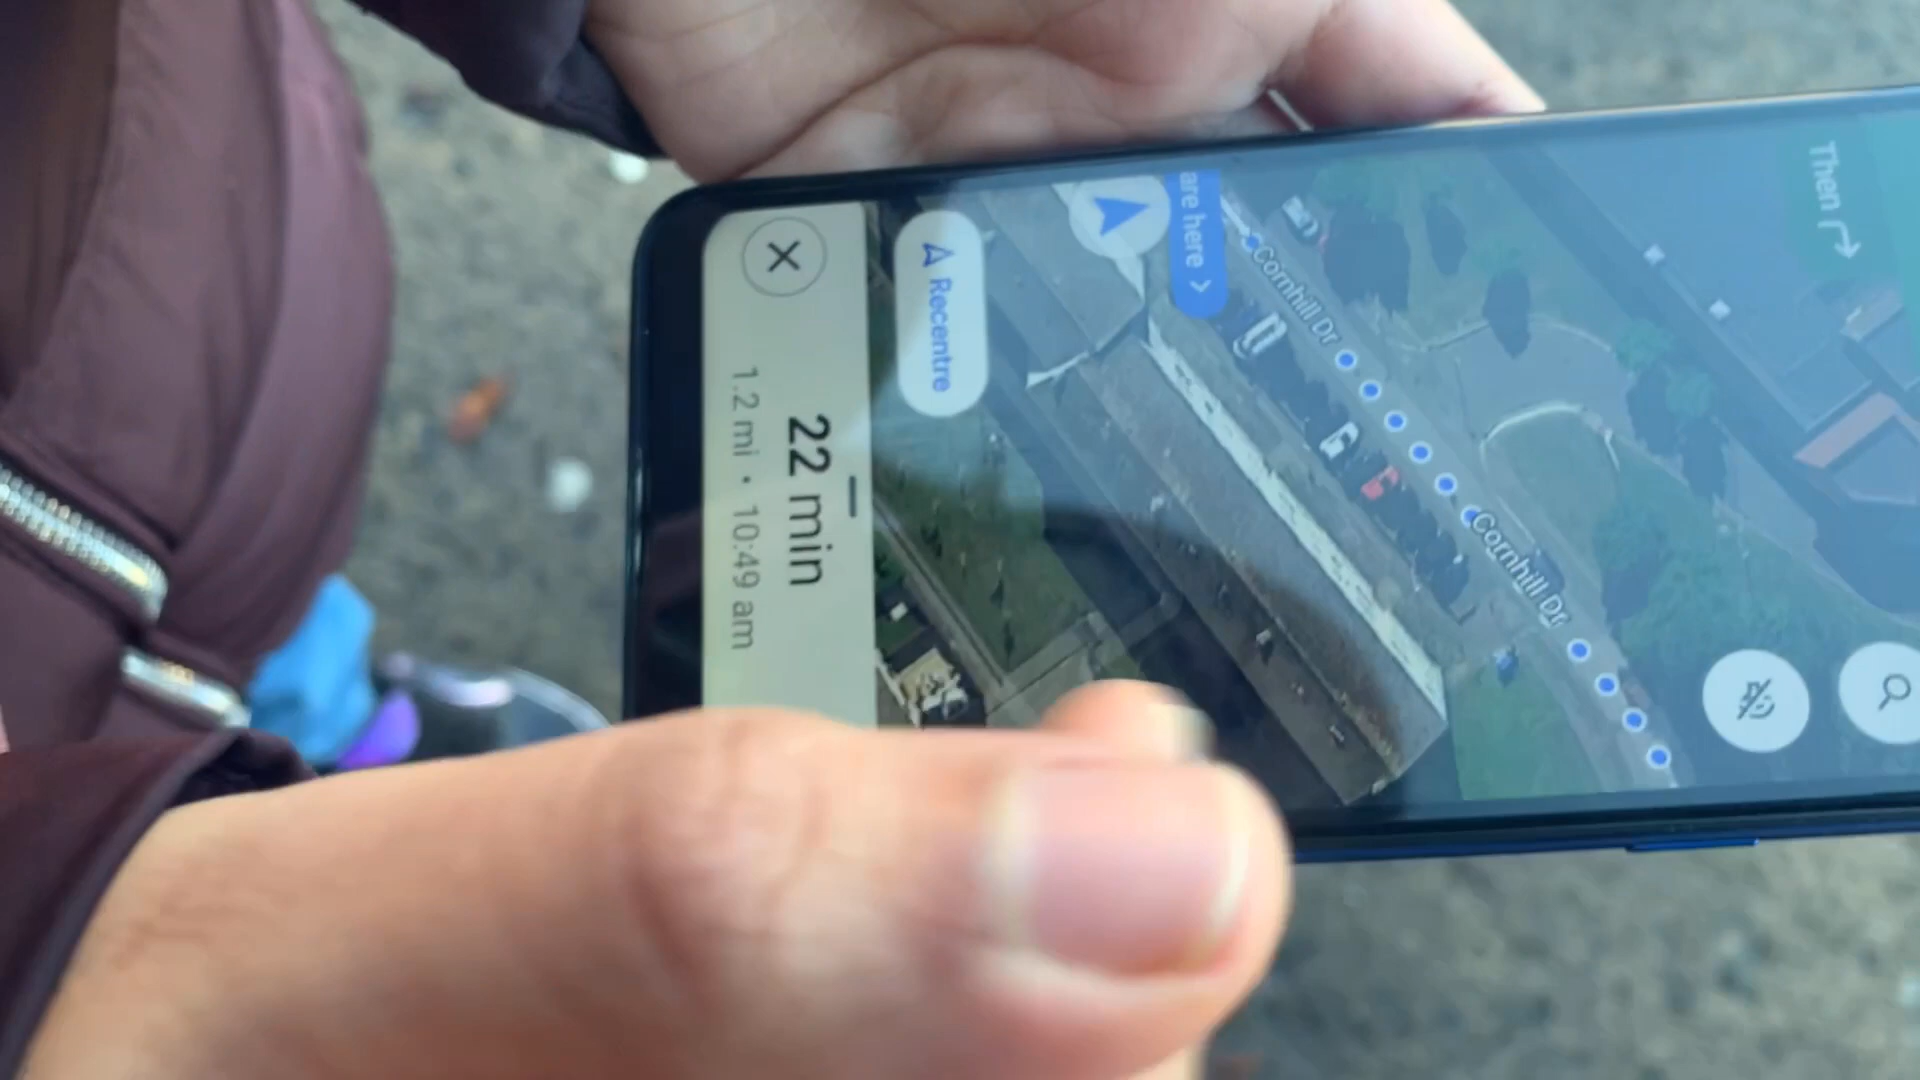 Then
are here
Cornhill Dr
Cornhill Dr
Recentre
22 min
1.2 mi · 10:49 am